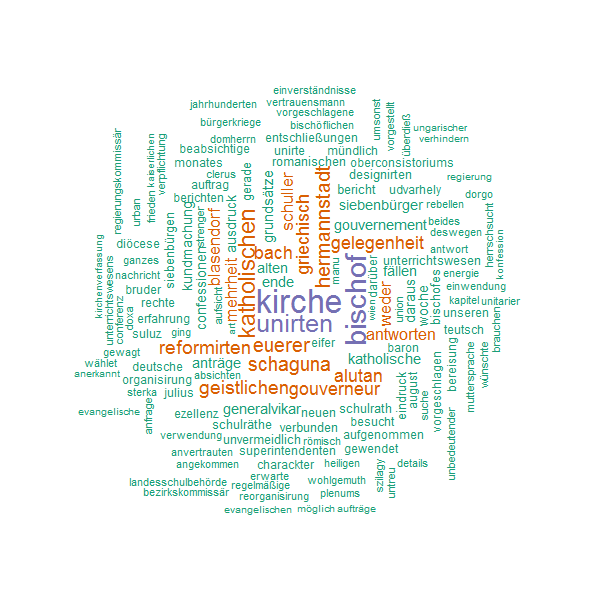 einverständnisse
jahrhunderten vertrauensmann
vorgeschlagene
bürgerkriege bischöflichen umsonst vorgestellt ungarischer
domherrn entschließungen überdieß verhindern
regierungskommissär frieden kaiserlichen verpflichtung
beabsichtige unirte mündlich
monates romanischen oberconsistoriums
clerus gerade grundsätze designirten regierung
auftrag schuller bericht udvarhely dorgo
urban berichten siebenbürger rebellen
strenger blasendorf ausdruck griechisch hermannstadt gouvernement beides deswegen
diöcese siebenbürgen kundmachung gelegenheit antwort herrschsucht
ganzes confessionen mehrheit katholischen bach manu darüber fällen unterrichtswesen konfession
nachricht alten bischof energie
kirchenverfassung unterrichtswesens ende weder woche bischofes einwendung
rechte aufsicht kirche wien daraus kapitel unitarier
conferenz doxa erfahrung art unirten union unseren brauchen
suluz ging antworten teutsch
gewagt reformirten euerer eifer baron
wählet deutsche anträge schaguna katholische
anerkannt organisirung absichten alutan eindruck august vorgeschlagen bereisung muttersprache wünschte
sterka julius geistlichen gouverneur suche
bruder
evangelische anfrage ezellenz generalvikar neuen schulrath unbedeutender
schulräthe verbunden besucht
verwendung unvermeidlich römisch aufgenommen
anvertrauten superintendenten gewendet
angekommen charackter heiligen szilagy untreu details
landesschulbehörde erwarte wohlgemuth
bezirkskommissär regelmäßige plenums
reorganisirung
evangelischen möglich aufträge